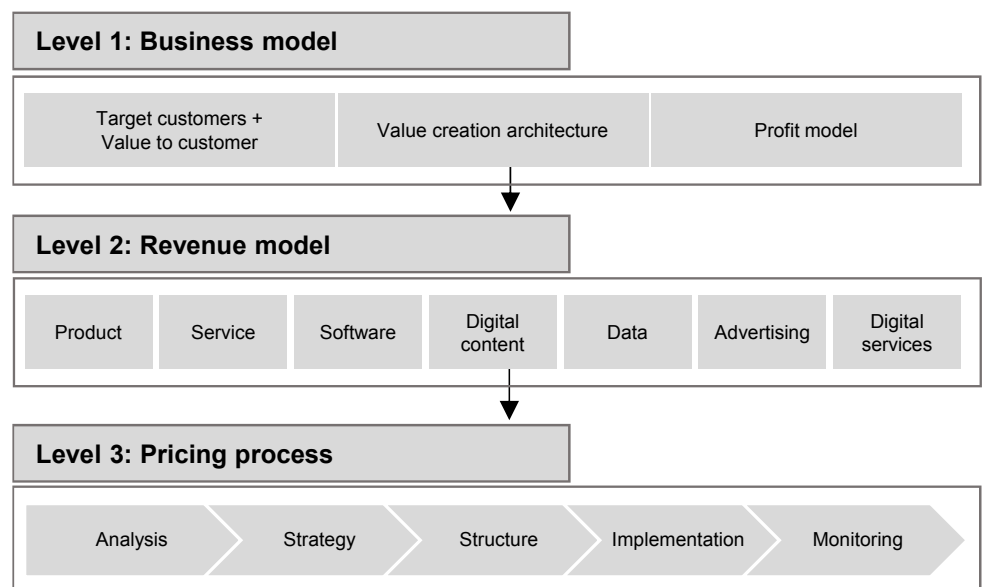 Level 1: Business model
Target customers +
Value to customer
Value creation architecture
Profit model
Level 2: Revenue model
Product
Service
Software
Digital
content
Data
Advertising
Digital
services
Level 3: Pricing process
Analysis
Strategy
Structure
Implementation
Monitoring